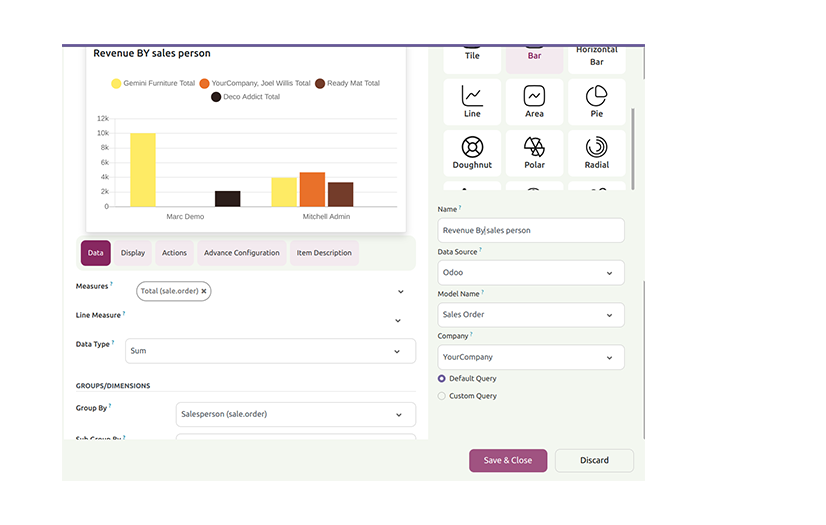 Revenue BY sales person
Gemini Furniture Total
YourCompany, Joel Willis Total
Ready Mat Total
Deco Addict Total
12k
10k
8k
6k
4k
2k
0
Marc Demo
Mitchell Admin
Data
Display
Actions
Advance Configuration
Item Description
Measures ?
Total (sale.order) ×
Line Measure ?
Data Type ?
Sum
GROUPS/DIMENSIONS
Group By ?
Salesperson (sale.order)
Sub Group By ?
Tile
Bar
Horizontal
Bar
Line
Area
Pie
Doughnut
Polar
Radial
Name ?
Revenue By sales person
Data Source ?
Odoo
Model Name ?
Sales Order
Company ?
YourCompany
Default Query
Custom Query
Save & Close
Discard